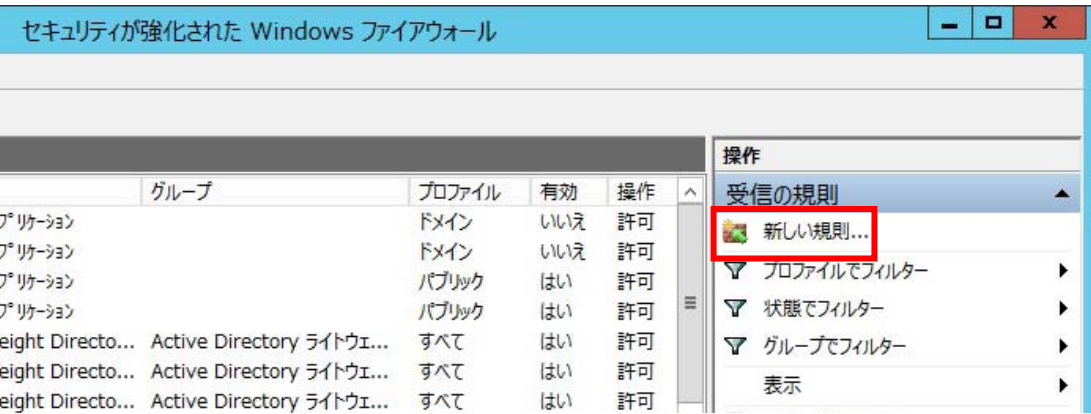 セキュリティが強化された Windows ファイアウォール
操作
グループ プロファイル 有効 操作 受信の規則
プリケーション ドメイン いいえ 許可 新しい規則...
プリケーション ドメイン いいえ 許可 プロファイルでフィルター
プリケーション パブリック はい 許可 状態でフィルター
プリケーション パブリック はい 許可
eight Directo... Active Directory ライトウェ... すべて はい 許可 グループでフィルター
eight Directo... Active Directory ライトウェ... すべて はい 許可 表示
eight Directo... Active Directory ライトウェ... すべて はい 許可